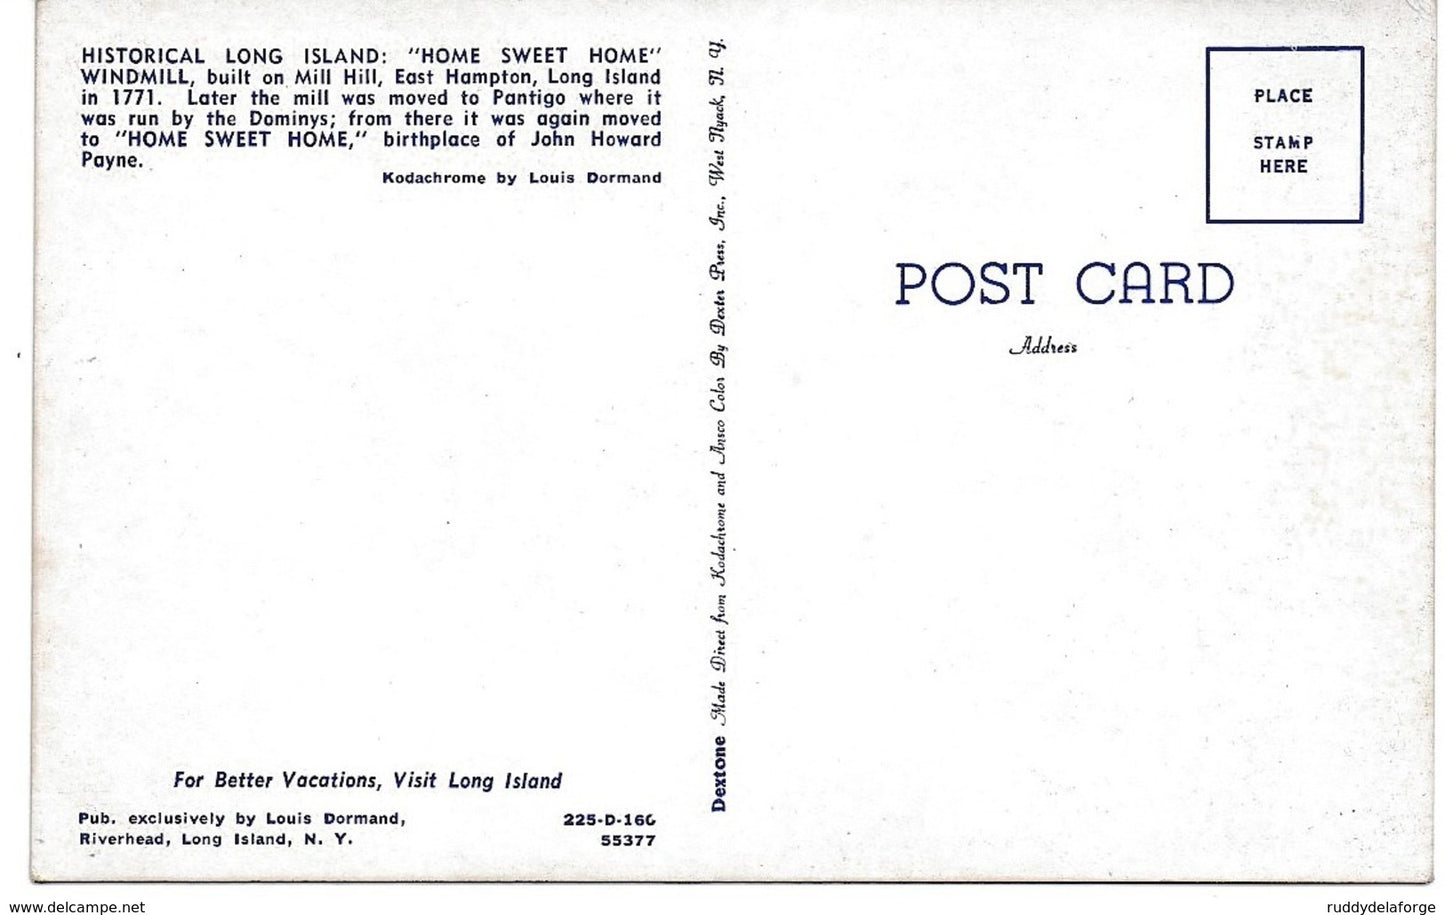 HISTORICAL LONG ISLAND: "HOME SWEET HOME"
WINDMILL, built on Mill Hill, East Hampton, Long Island
in 1771. Later the mill was moved to Pantigo where it
was run by the Dominys; from there it was again moved
to "HOME SWEET HOME," birthplace of John Howard
Payne.
Kodachrome by Louis Dormand
For Better Vacations, Visit Long Island
Pub. exclusively by Louis Dormand,
Riverhead, Long Island, N. Y.
225-D-16
55377
Dextone Made Direct from Kodachrome and Ansco Color By Dexter Press, Inc., West Nyack, N. Y.
PLACE
STAMP
HERE
POST CARD
Address
www.delcampe.net
ruddydelaforge